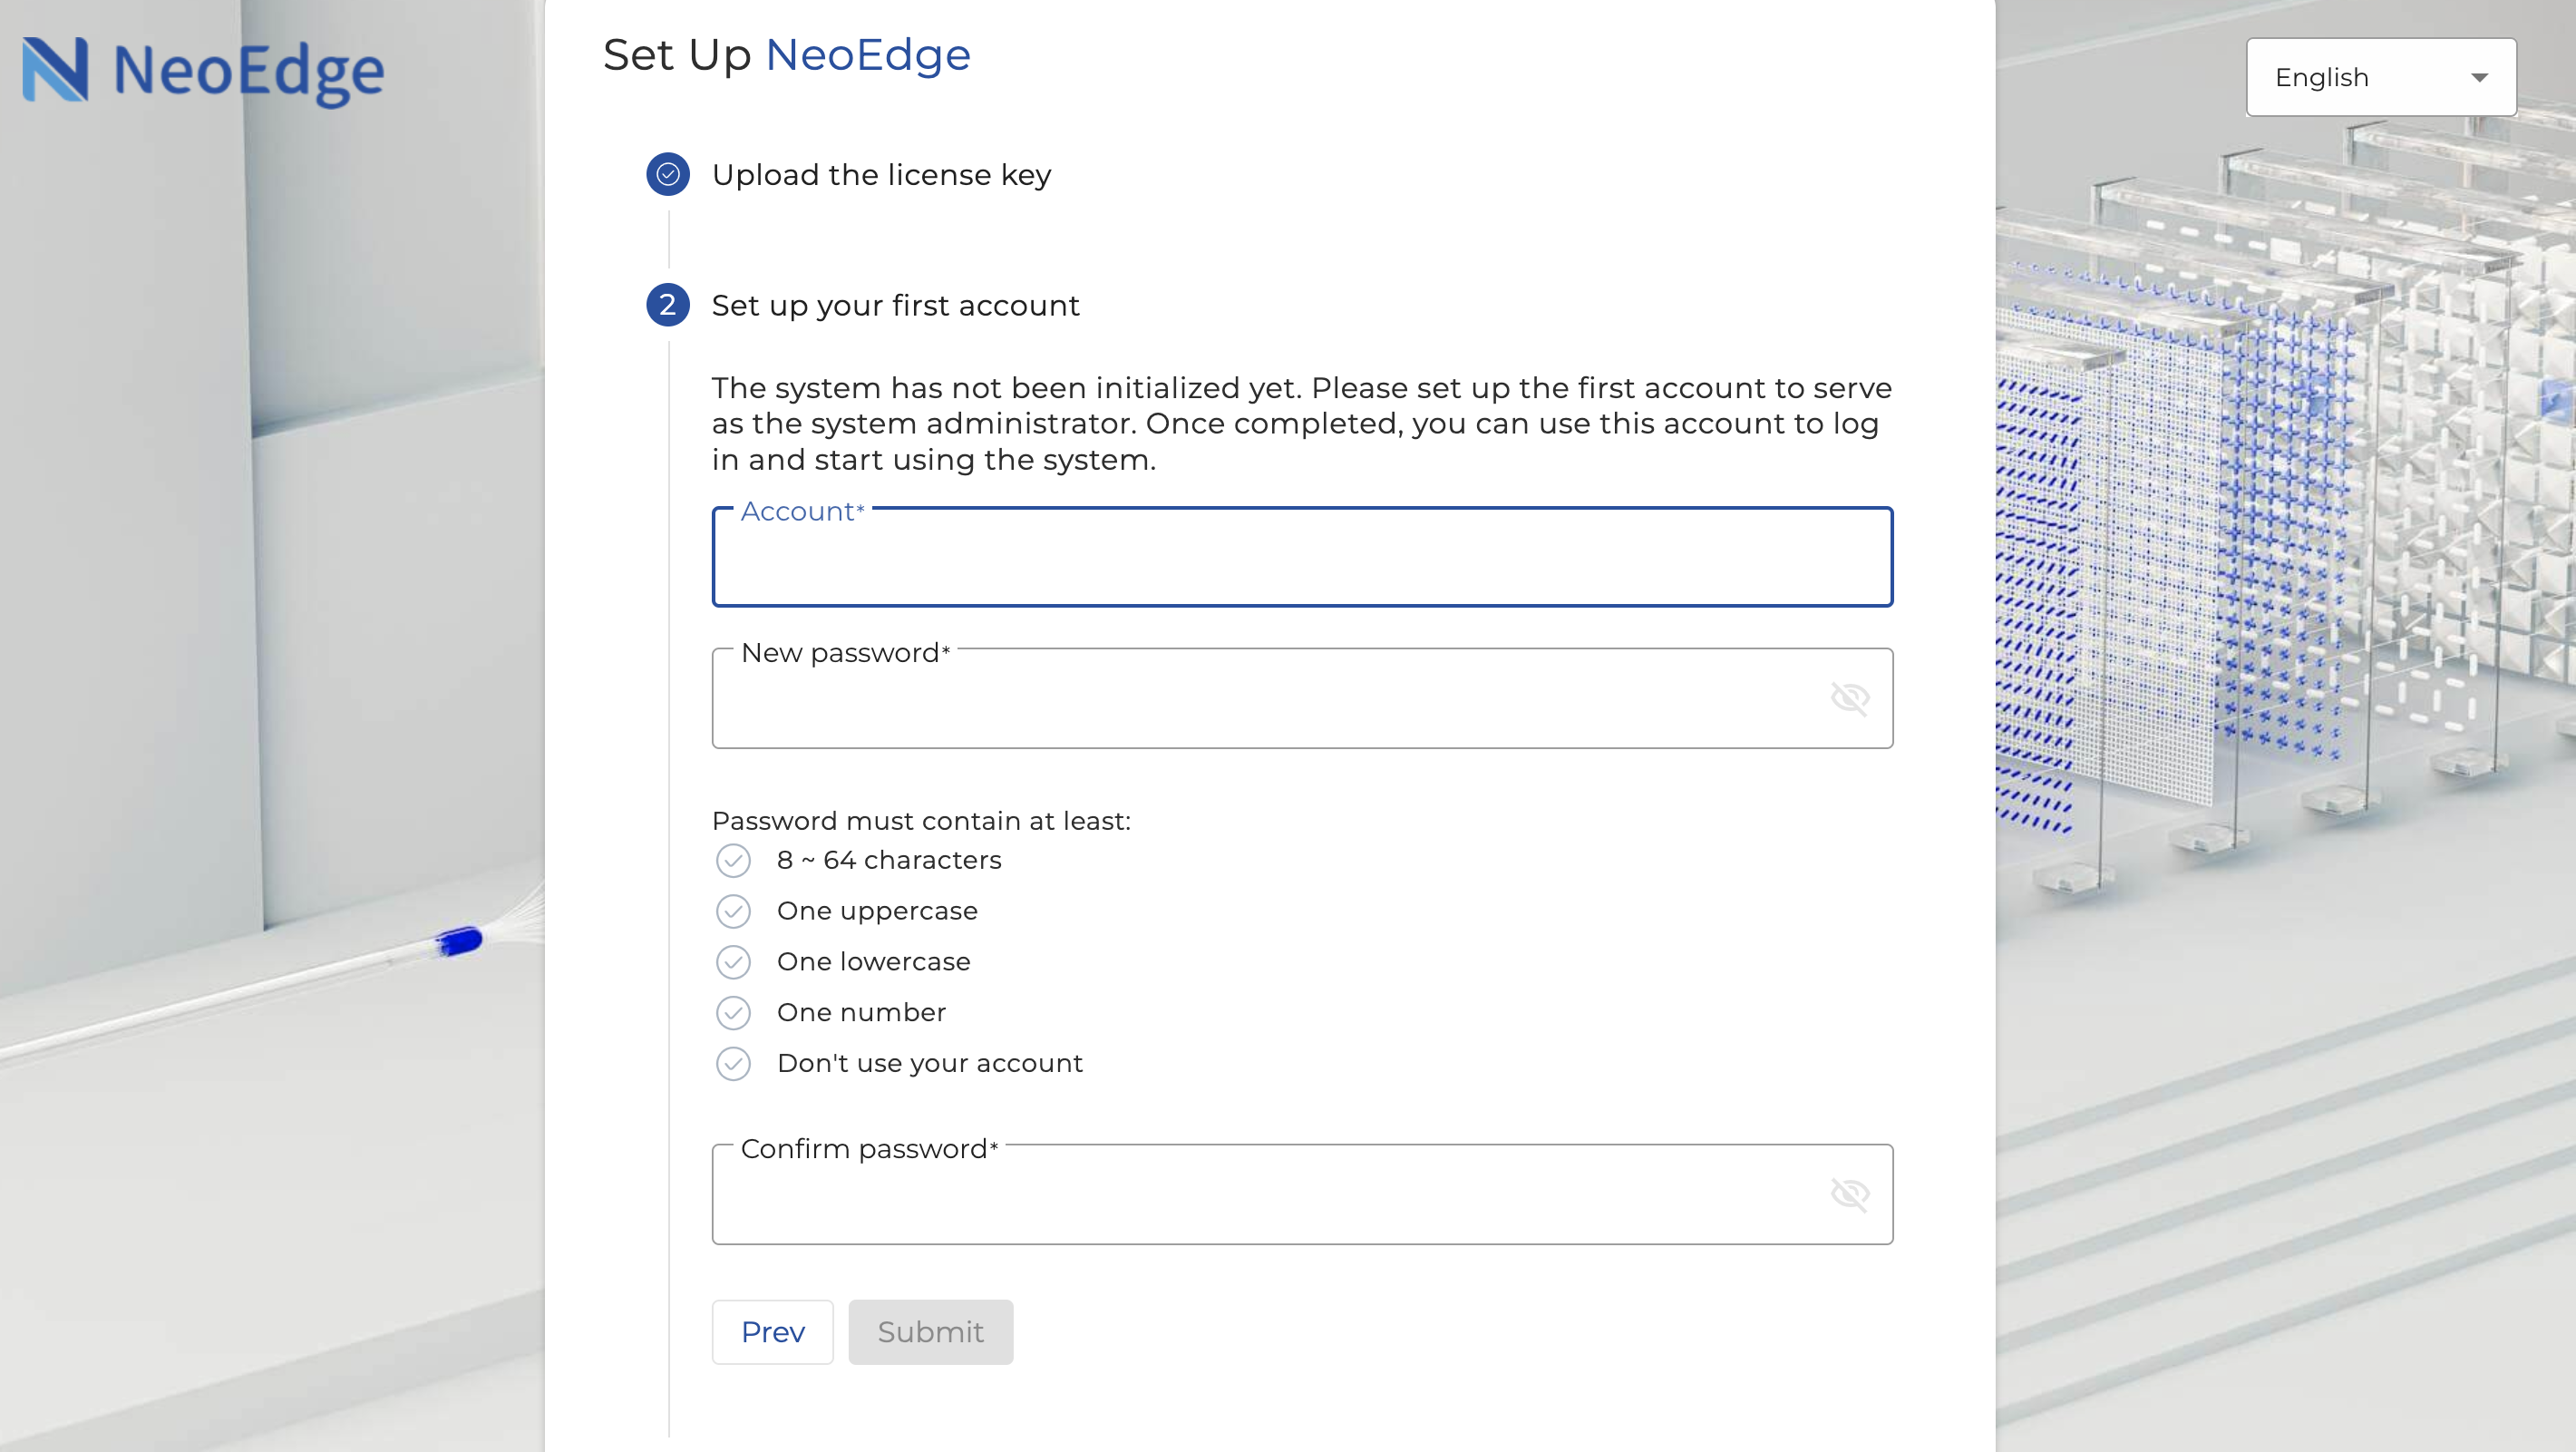 NeoEdge
Set Up NeoEdge
English
Upload the license key
2 Set up your first account
The system has not been initialized yet. Please set up the first account to serve
as the system administrator. Once completed, you can use this account to log
in and start using the system.
Account*
New password*
Password must contain at least:
8 ~ 64 characters
One uppercase
One lowercase
One number
Don't use your account
Confirm password*
Prev
Submit